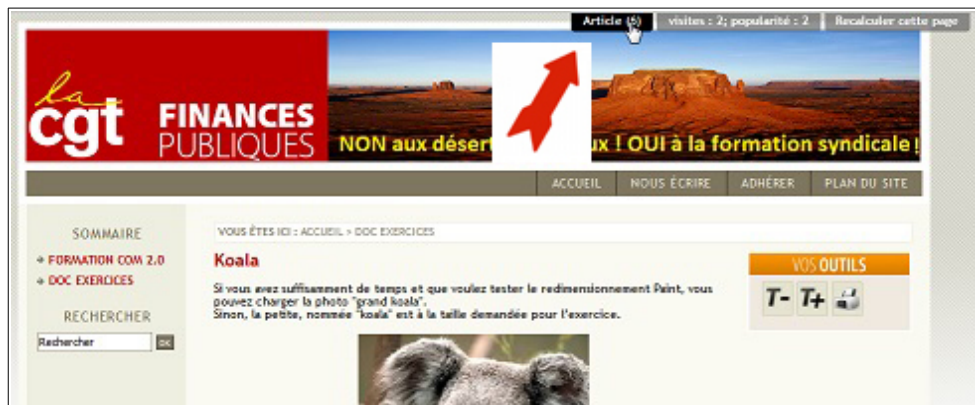 Article (6) visites : 2; popularité : 2 Recalculer cette page
la
cgt FINANCES
PUBLIQUES
NON aux désert ux ! OUI à la formation syndicale !
ACCUEIL NOUS ÉCRIRE ADHÉRER PLAN DU SITE
SOMMAIRE
FORMATION COM 2.0
DOC EXERCICES
RECHERCHER
Rechercher OK
VOUS ÊTES ICI : ACCUEIL > DOC EXERCICES
Koala
Si vous avez suffisamment de temps et que voulez tester le redimensionnement Paint, vous
pouvez charger la photo "grand koala".
Sinon, la petite, nommée "koala" est à la taille demandée pour l'exercice.
VOS OUTILS
T- T+